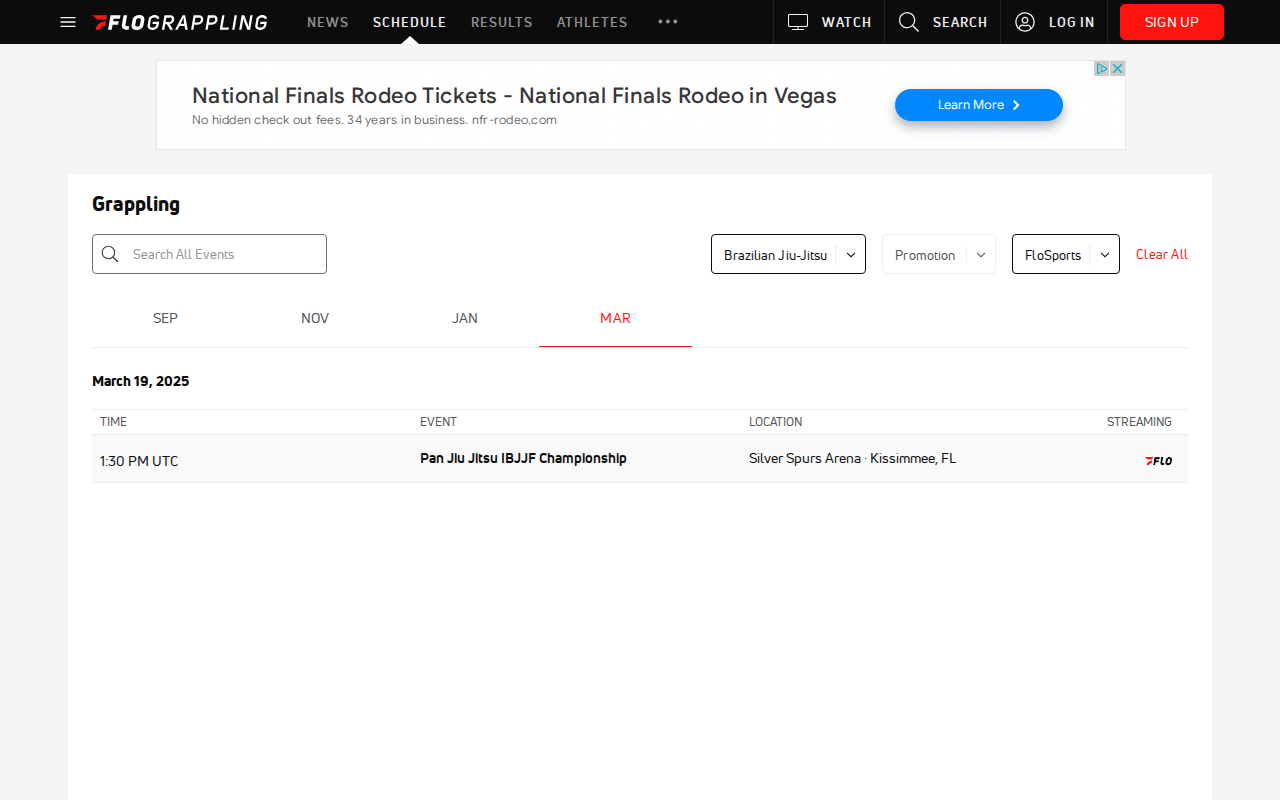 FLOGRAPPLING NEWS SCHEDULE RESULTS ATHLETES WATCH SEARCH LOG IN SIGN UP
National Finals Rodeo Tickets - National Finals Rodeo in Vegas
No hidden check out fees. 34 years in business. nfr-rodeo.com
Learn More
Grappling
Search All Events Brazilian Jiu-Jitsu Promotion FloSports Clear All
SEP NOV JAN MAR
March 19, 2025
TIME EVENT LOCATION STREAMING
1:30 PM UTC Pan Jiu Jitsu IBJJF Championship Silver Spurs Arena · Kissimmee, FL FLO